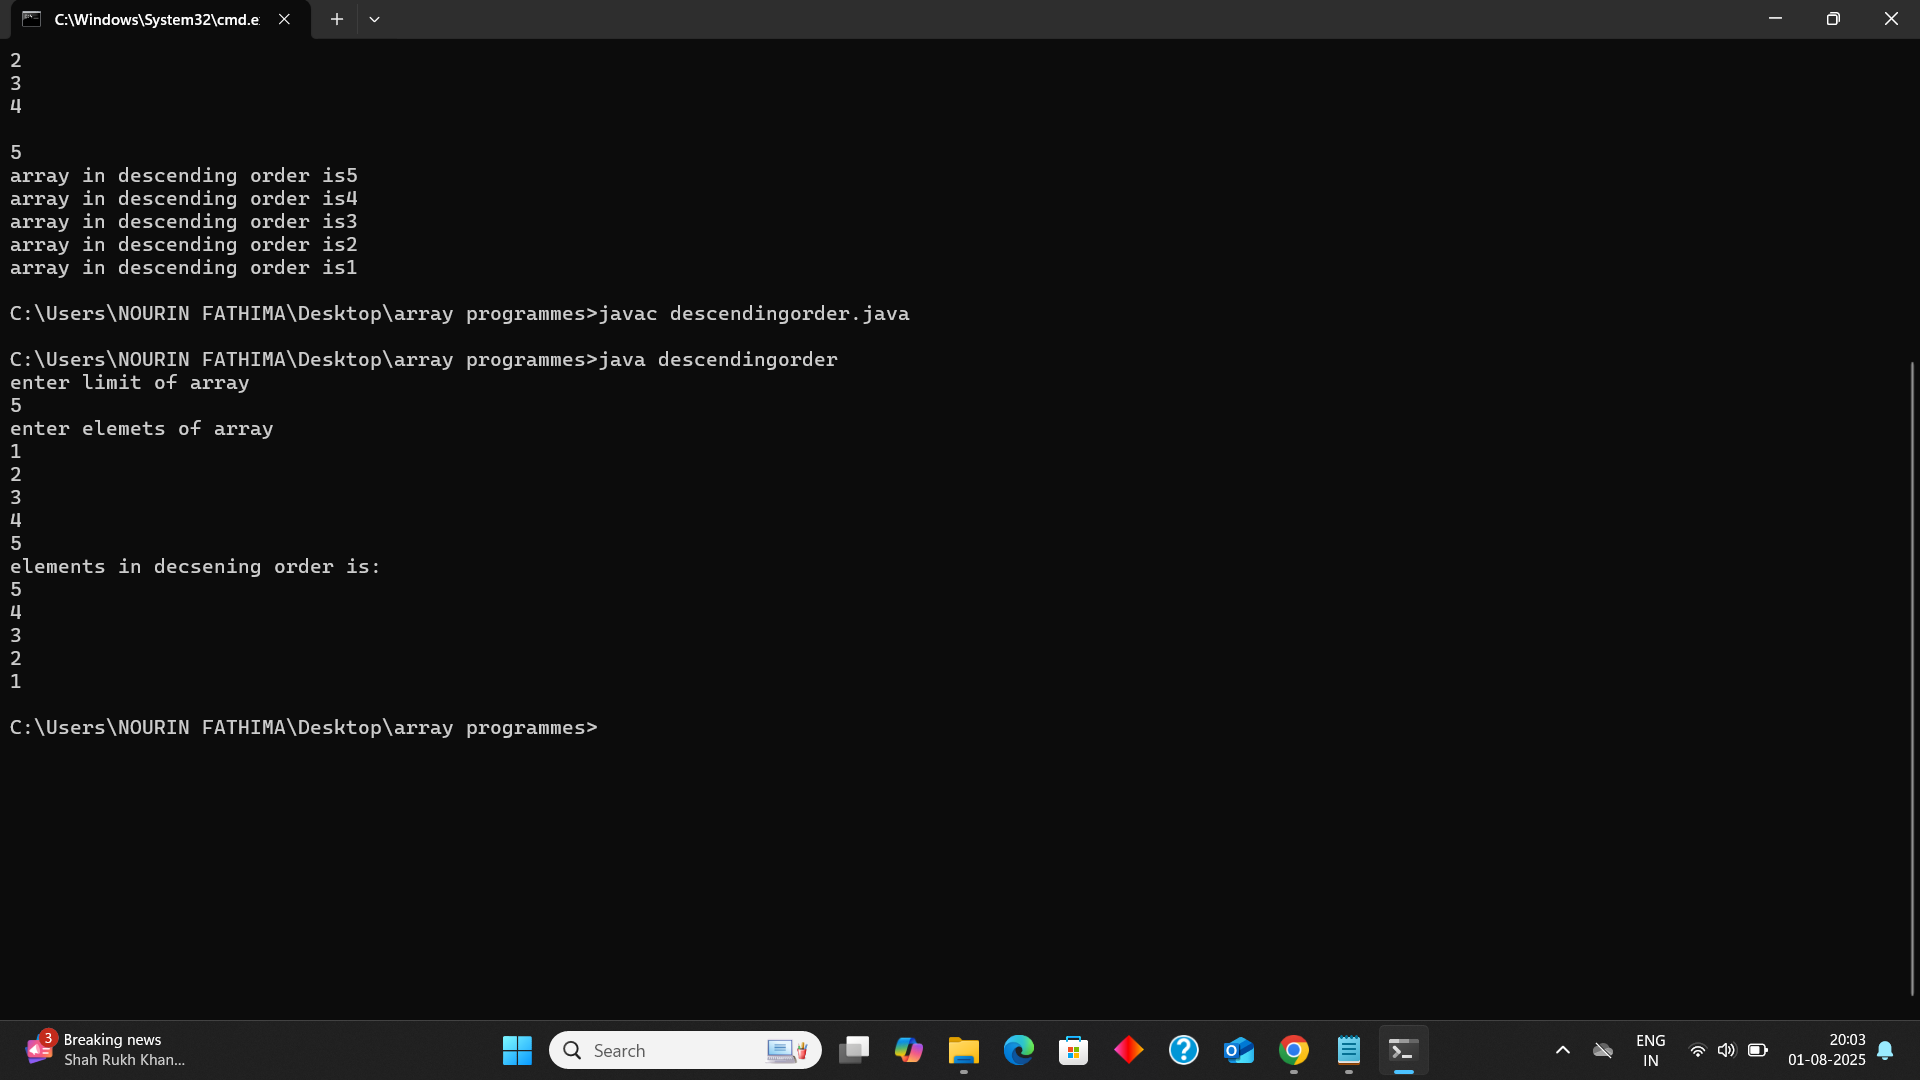 C:\Windows\System32\cmd.e
2
3
4
5
array in descending order is5
array in descending order is4
array in descending order is3
array in descending order is2
array in descending order is1
C:\Users\NOURIN FATHIMA\Desktop\array programmes>javac descendingorder.java
C:\Users\NOURIN FATHIMA\Desktop\array programmes>java descendingorder
enter limit of array
5
enter elemets of array
1
2
3
4
5
elements in decsening order is:
5
4
3
2
1
C:\Users\NOURIN FATHIMA\Desktop\array programmes>
3
Breaking news
Shah Rukh Khan...
Search
ENG
IN
20:03
01-08-2025